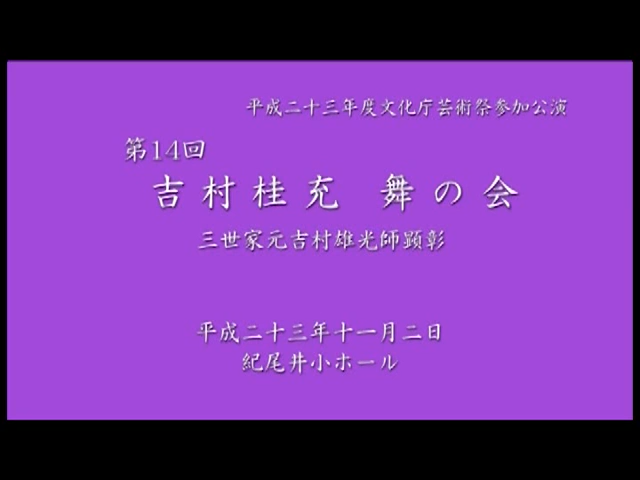 平成二十三年度文化庁芸術祭参加公演
第14回
吉村桂充 舞の会
三世家元吉村雄光師顕彰
平成二十三年十一月二日
紀尾井小ホール